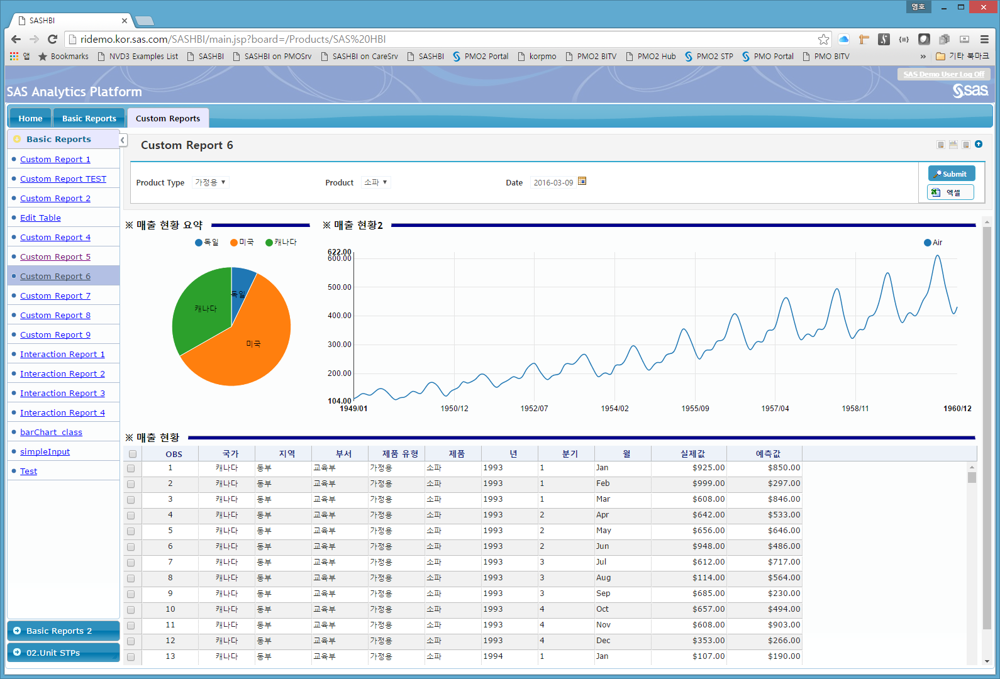 영호
SASHBI
ridemo.kor.sas.com/SASHBI/main.jsp?board=/Products/SAS%20HBI
앱 Bookmarks NVD3 Examples List SASHBI SASHBI on PMOSrv SASHBI on CareSrv SASHBI PMO2 Portal korpmo PMO2 BITV PMO2 Hub PMO2 STP PMO Portal PMO BITV » 기타 북마크
SAS Demo User Log Off
SAS Analytics Platform
sas
Home Basic Reports Custom Reports
Basic Reports
Custom Report 1
Custom Report TEST
Custom Report 2
Edit Table
Custom Report 4
Custom Report 5
Custom Report 6
Custom Report 7
Custom Report 8
Custom Report 9
Interaction Report 1
Interaction Report 2
Interaction Report 3
Interaction Report 4
barChart_class
simpleInput
Test
Basic Reports 2
02.Unit STPs
Custom Report 6
Product Type 가정용 Product 소파 Date 2016-03-09
Submit
엑셀
※ 매출 현황 요약
독일 미국 캐나다
독일
캐나다
미국
※ 매출 현황2
Air
622.00
600.00
500.00
400.00
300.00
200.00
104.00
1949/01 1950/12 1952/07 1954/02 1955/09 1957/04 1958/11 1960/12
※ 매출 현황
OBS 국가 지역 부서 제품 유형 제품 년 분기 월 실제값 예측값
1 캐나다 동부 교육부 가정용 소파 1993 1 Jan $925.00 $850.00
2 캐나다 동부 교육부 가정용 소파 1993 1 Feb $999.00 $297.00
3 캐나다 동부 교육부 가정용 소파 1993 1 Mar $608.00 $846.00
4 캐나다 동부 교육부 가정용 소파 1993 2 Apr $642.00 $533.00
5 캐나다 동부 교육부 가정용 소파 1993 2 May $656.00 $646.00
6 캐나다 동부 교육부 가정용 소파 1993 2 Jun $948.00 $486.00
7 캐나다 동부 교육부 가정용 소파 1993 3 Jul $612.00 $717.00
8 캐나다 동부 교육부 가정용 소파 1993 3 Aug $114.00 $564.00
9 캐나다 동부 교육부 가정용 소파 1993 3 Sep $685.00 $230.00
10 캐나다 동부 교육부 가정용 소파 1993 4 Oct $657.00 $494.00
11 캐나다 동부 교육부 가정용 소파 1993 4 Nov $608.00 $903.00
12 캐나다 동부 교육부 가정용 소파 1993 4 Dec $353.00 $266.00
13 캐나다 동부 교육부 가정용 소파 1994 1 Jan $107.00 $190.00